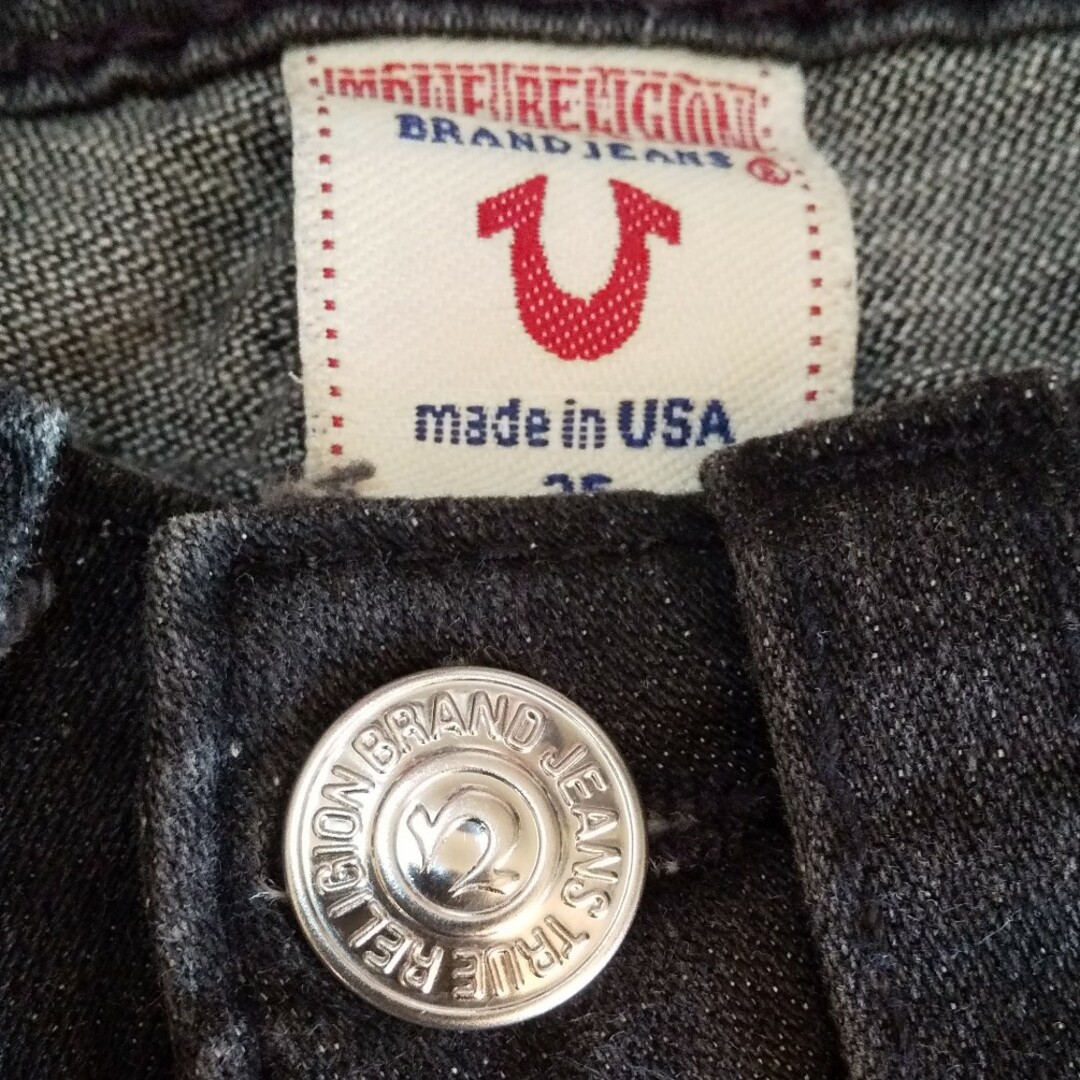 TRUE RELIGION
BRAND JEANS ®
made in USA
TRUE RELIGION BRAND JEANS